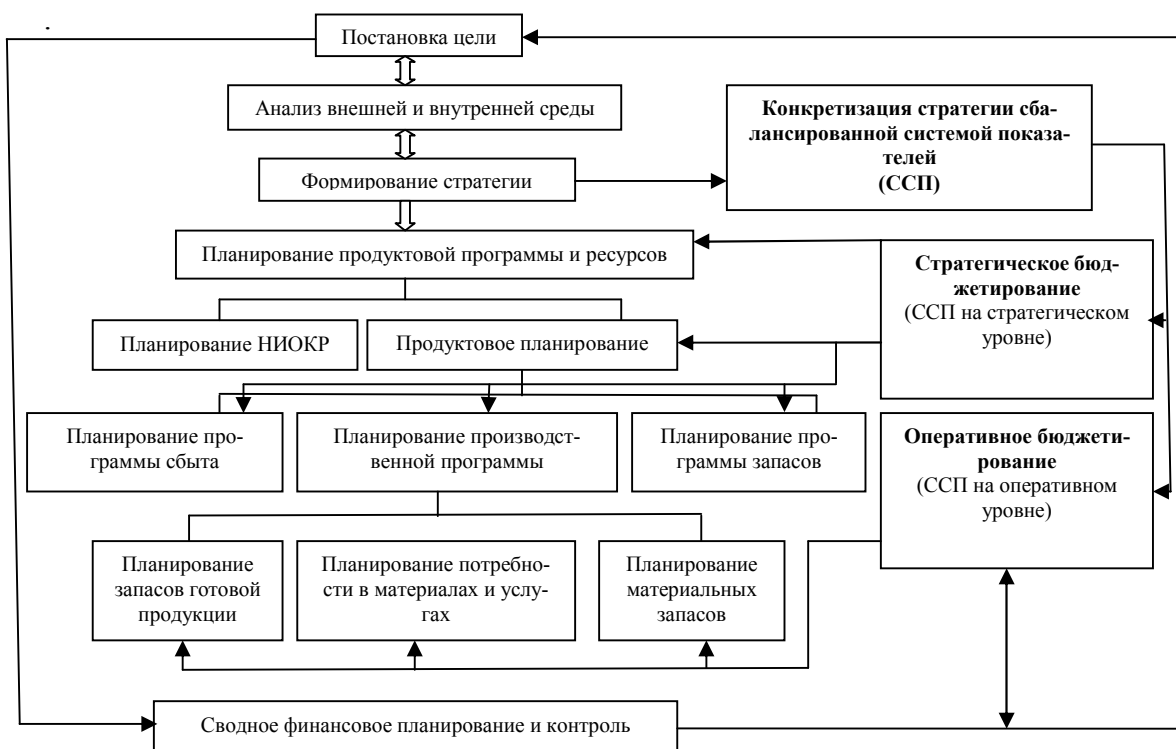 Постановка цели
Анализ внешней и внутренней среды
Конкретизация стратегии сба-
лансированной системой показа-
телей
(ССП)
Формирование стратегии
Планирование продуктовой программы и ресурсов
Стратегическое бюд-
жетирование
(ССП на стратегическом
уровне)
Планирование НИОКР
Продуктовое планирование
Планирование про-
граммы сбыта
Планирование производст-
венной программы
Планирование про-
граммы запасов
Оперативное бюджети-
рование
(ССП на оперативном
уровне)
Планирование
запасов готовой
продукции
Планирование потребно-
сти в материалах и услу-
гах
Планирование
материальных
запасов
Сводное финансовое планирование и контроль